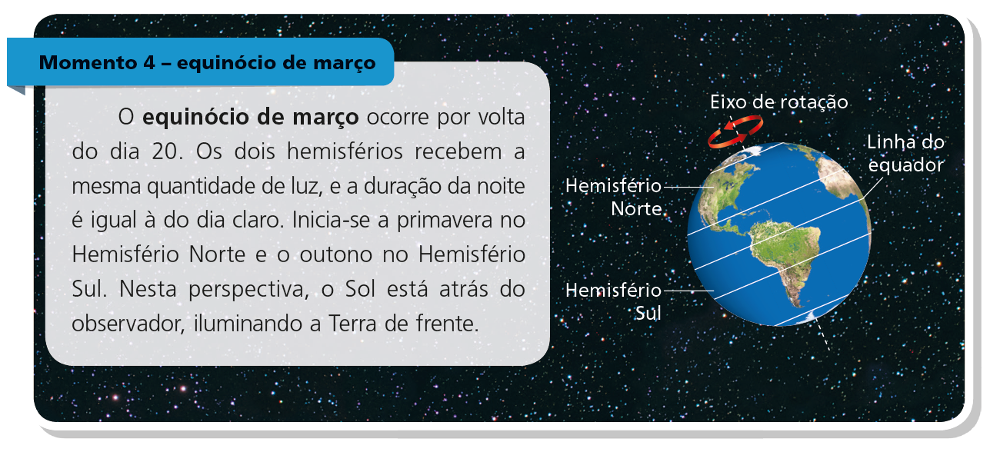 Momento 4 – equinócio de março
O equinócio de março ocorre por volta
do dia 20. Os dois hemisférios recebem a
mesma quantidade de luz, e a duração da noite
é igual à do dia claro. Inicia-se a primavera no
Hemisfério Norte e o outono no Hemisfério
Sul. Nesta perspectiva, o Sol está atrás do
observador, iluminando a Terra de frente.
Eixo de rotação
Linha do
equador
Hemisfério
Norte
Hemisfério
Sul